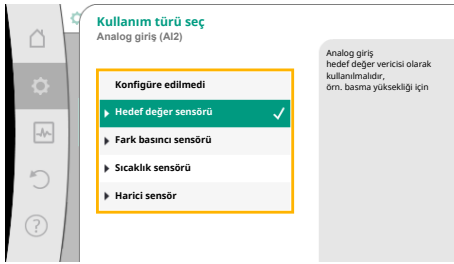 Kullanım türü seç
Analog giriş (AI2)
Konfigüre edilmedi
Hedef değer sensörü
Fark basıncı sensörü
Sıcaklık sensörü
Harici sensör
Analog giriş
hedef değer vericisi olarak
kullanılmalıdır,
örn. basma yüksekliği için